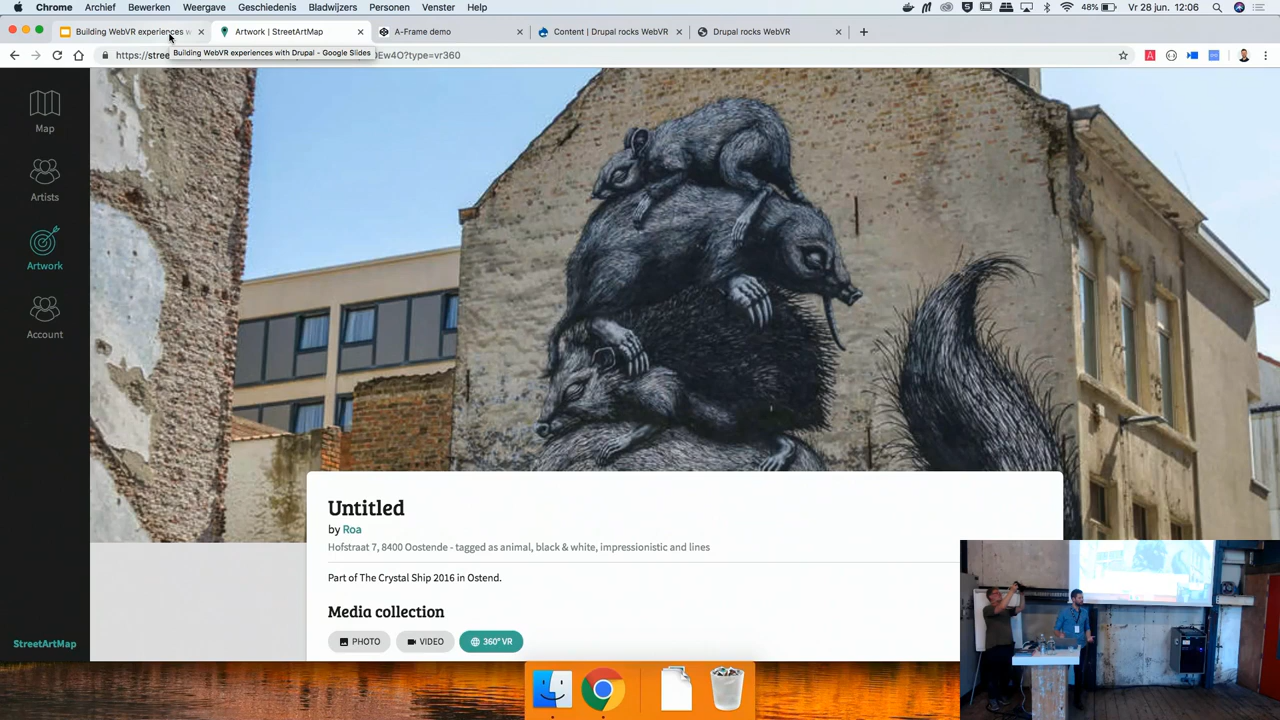 Chrome Archief Bewerken Weergave Geschiedenis Bladwijzers Personen Venster Help 48% Vr 28 jun. 12:06
Building WebVR experiences w Artwork | StreetArtMap A-Frame demo Content | Drupal rocks WebVR Drupal rocks WebVR
Building WebVR experiences with Drupal - Google Slides
https://stree Ew4O?type=vr360
Map
Artists
Artwork
Account
StreetArtMap
Untitled
by Roa
Hofstraat 7, 8400 Oostende - tagged as animal, black & white, impressionistic and lines
Part of The Crystal Ship 2016 in Ostend.
Media collection
PHOTO VIDEO 360° VR